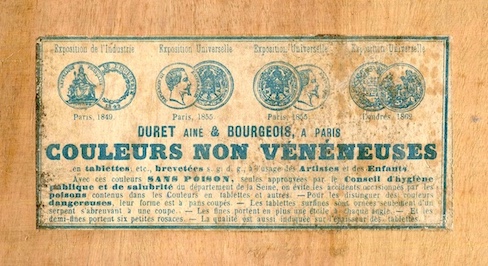 Exposition de l'Industrie Exposition Universelle Exposition Universelle Exposition Universelle
Paris, 1849. Paris, 1855. Paris, 1855. Londres, 1862.
DURET AINE & BOURGEOIS, A PARIS
COULEURS NON VÉNÉNEUSES
en tablettes, etc., brevetées s. g. d. g., à l'usage des Artistes et des Enfants.
Avec ces couleurs SANS POISON, seules approuvées par le Conseil d'hygiène
publique et de salubrité du département de la Seine, on évite les accidents occasionnés par les
poisons contenus dans les Couleurs en tablettes et autres. — Pour les distinguer des couleurs
dangereuses, leur forme est à pans coupés. — Les tablettes surfines sont ornées seulement d'un
serpent s'abreuvant à une coupe. — Les fines portent en plus une étoile à chaque angle. — Et les
demi-fines portent six petites rosaces. — La qualité est aussi indiquée sur l'épaisseur des tablettes.